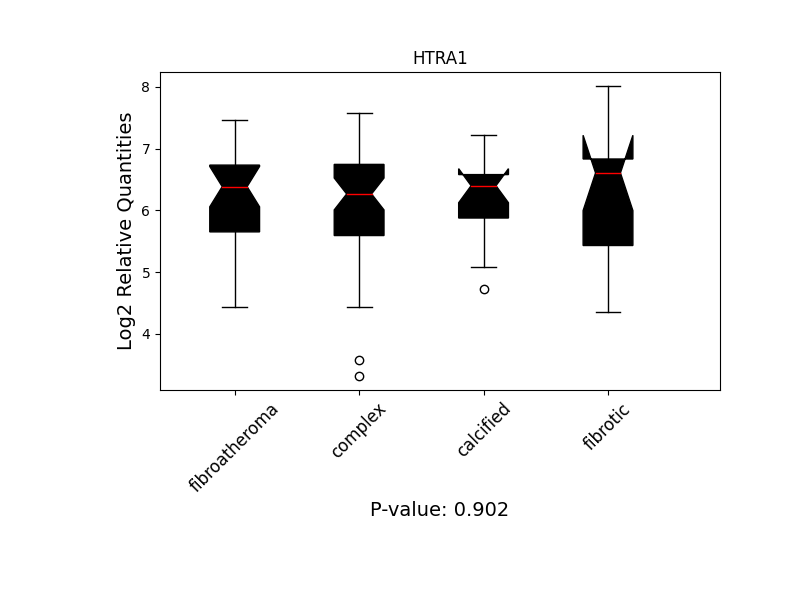 HTRA1
Log2 Relative Quantities
8
7
6
5
4
fibroatheroma
complex
calcified
fibrotic
P-value: 0.902